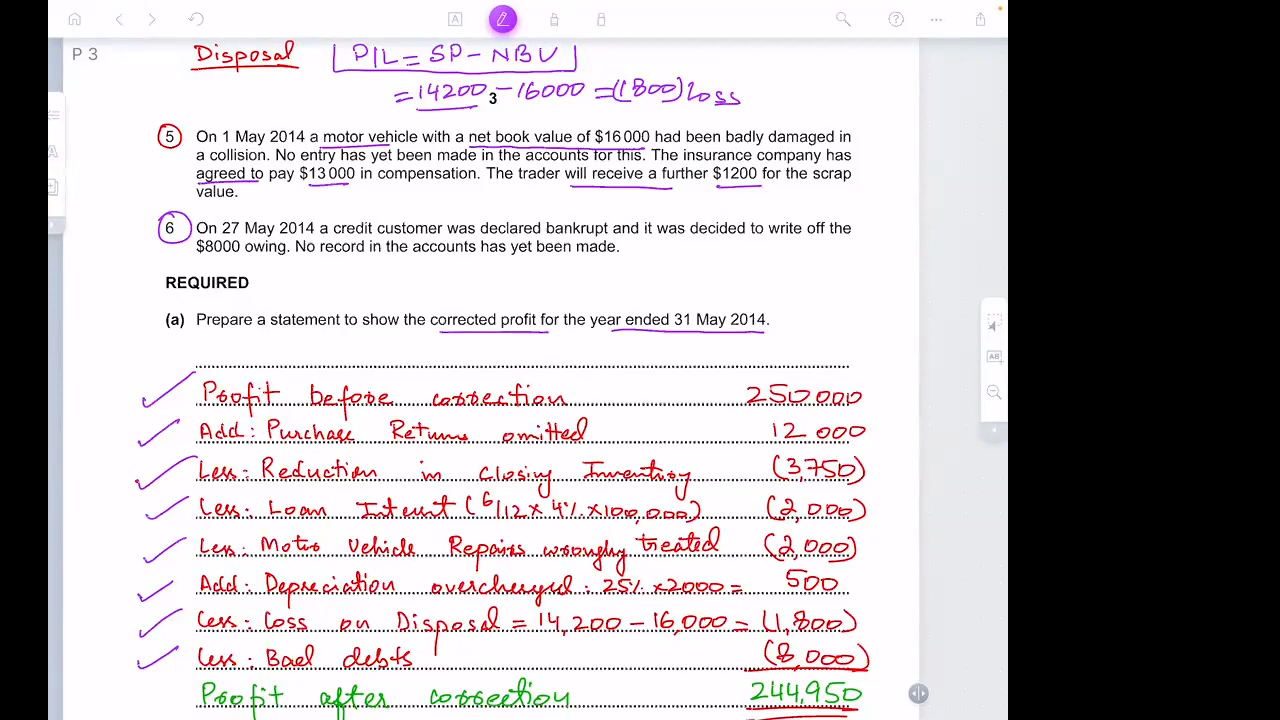 P 3
Disposal P/L = SP - NBV
= 14200 - 16000 = (1800) Loss
3
5 On 1 May 2014 a motor vehicle with a net book value of $16 000 had been badly damaged in
a collision. No entry has yet been made in the accounts for this. The insurance company has
agreed to pay $13 000 in compensation. The trader will receive a further $1200 for the scrap
value.
6 On 27 May 2014 a credit customer was declared bankrupt and it was decided to write off the
$8000 owing. No record in the accounts has yet been made.
REQUIRED
(a) Prepare a statement to show the corrected profit for the year ended 31 May 2014.
Profit before correction 250000
Add: Purchase Returns omitted 12 000
Less: Reduction in closing Inventory (3,750)
Less: Loan Interest (6/12 x 4% x 100,000) (2,000)
Less: Motor Vehicle Repairs wrongly treated (2,000)
Add: Depreciation overcharged: 25% x 2000 = 500
Less: Loss on Disposal = 14,200 - 16,000 = (1,800)
Less: Bad debts (8,000)
Profit after correction 244,950